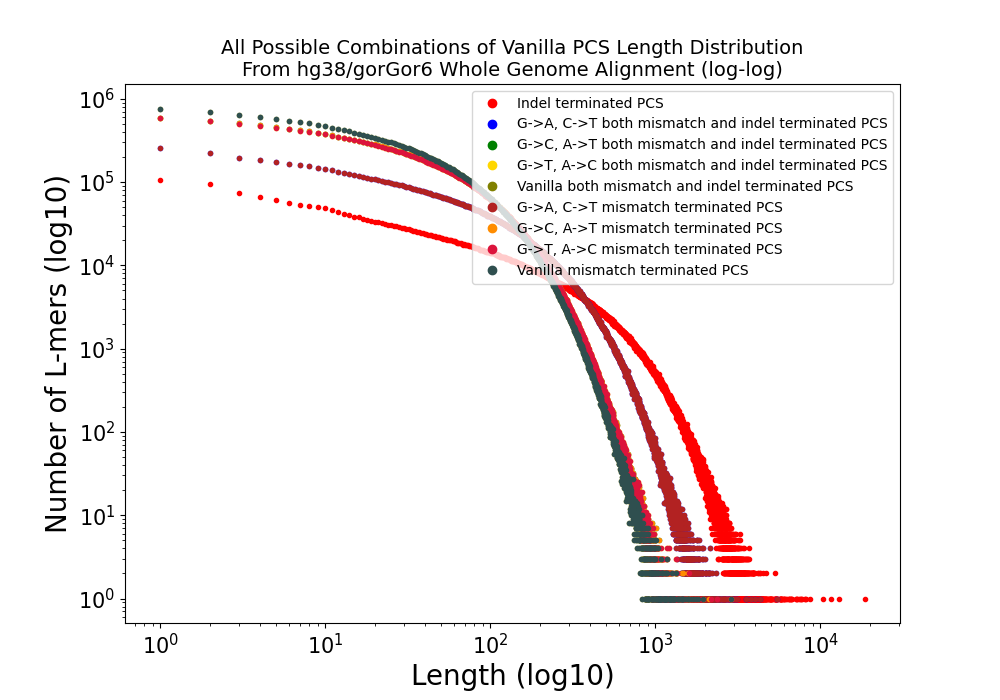 All Possible Combinations of Vanilla PCS Length Distribution
From hg38/gorGor6 Whole Genome Alignment (log-log)
Number of L-mers (log10)
10^6
10^5
10^4
10^3
10^2
10^1
10^0
Indel terminated PCS
G->A, C->T both mismatch and indel terminated PCS
G->C, A->T both mismatch and indel terminated PCS
G->T, A->C both mismatch and indel terminated PCS
Vanilla both mismatch and indel terminated PCS
G->A, C->T mismatch terminated PCS
G->C, A->T mismatch terminated PCS
G->T, A->C mismatch terminated PCS
Vanilla mismatch terminated PCS
10^0 10^1 10^2 10^3 10^4
Length (log10)